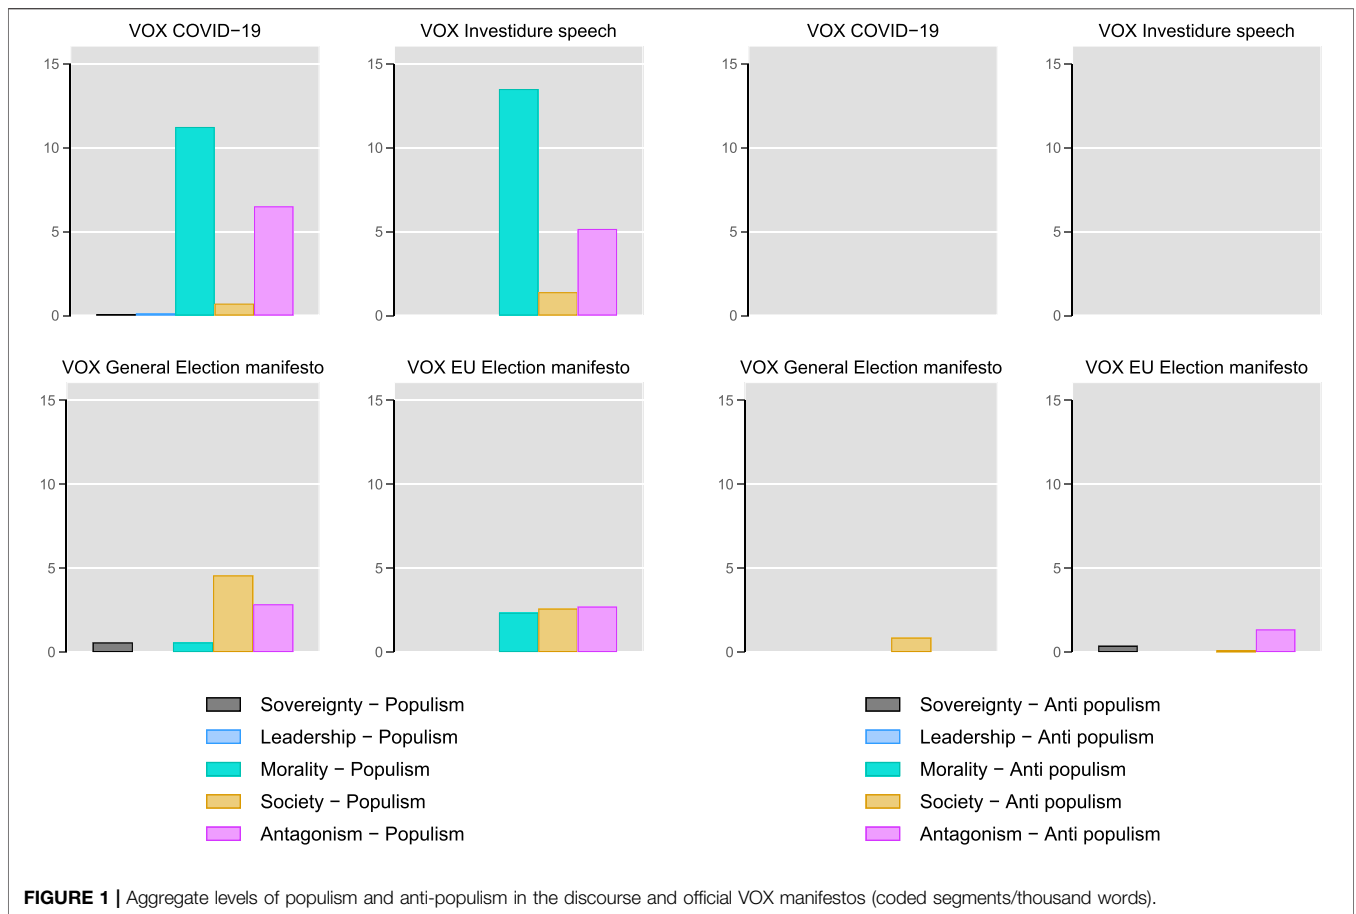 VOX COVID−19
VOX Investidure speech
VOX COVID−19
VOX Investidure speech
15
10
5
0
15
10
5
0
15
10
5
0
15
10
5
0
VOX General Election manifesto
VOX EU Election manifesto
VOX General Election manifesto
VOX EU Election manifesto
15
10
5
0
15
10
5
0
15
10
5
0
15
10
5
0
Sovereignty − Populism
Leadership − Populism
Morality − Populism
Society − Populism
Antagonism − Populism
Sovereignty − Anti populism
Leadership − Anti populism
Morality − Anti populism
Society − Anti populism
Antagonism − Anti populism
FIGURE 1 | Aggregate levels of populism and anti-populism in the discourse and official VOX manifestos (coded segments/thousand words).